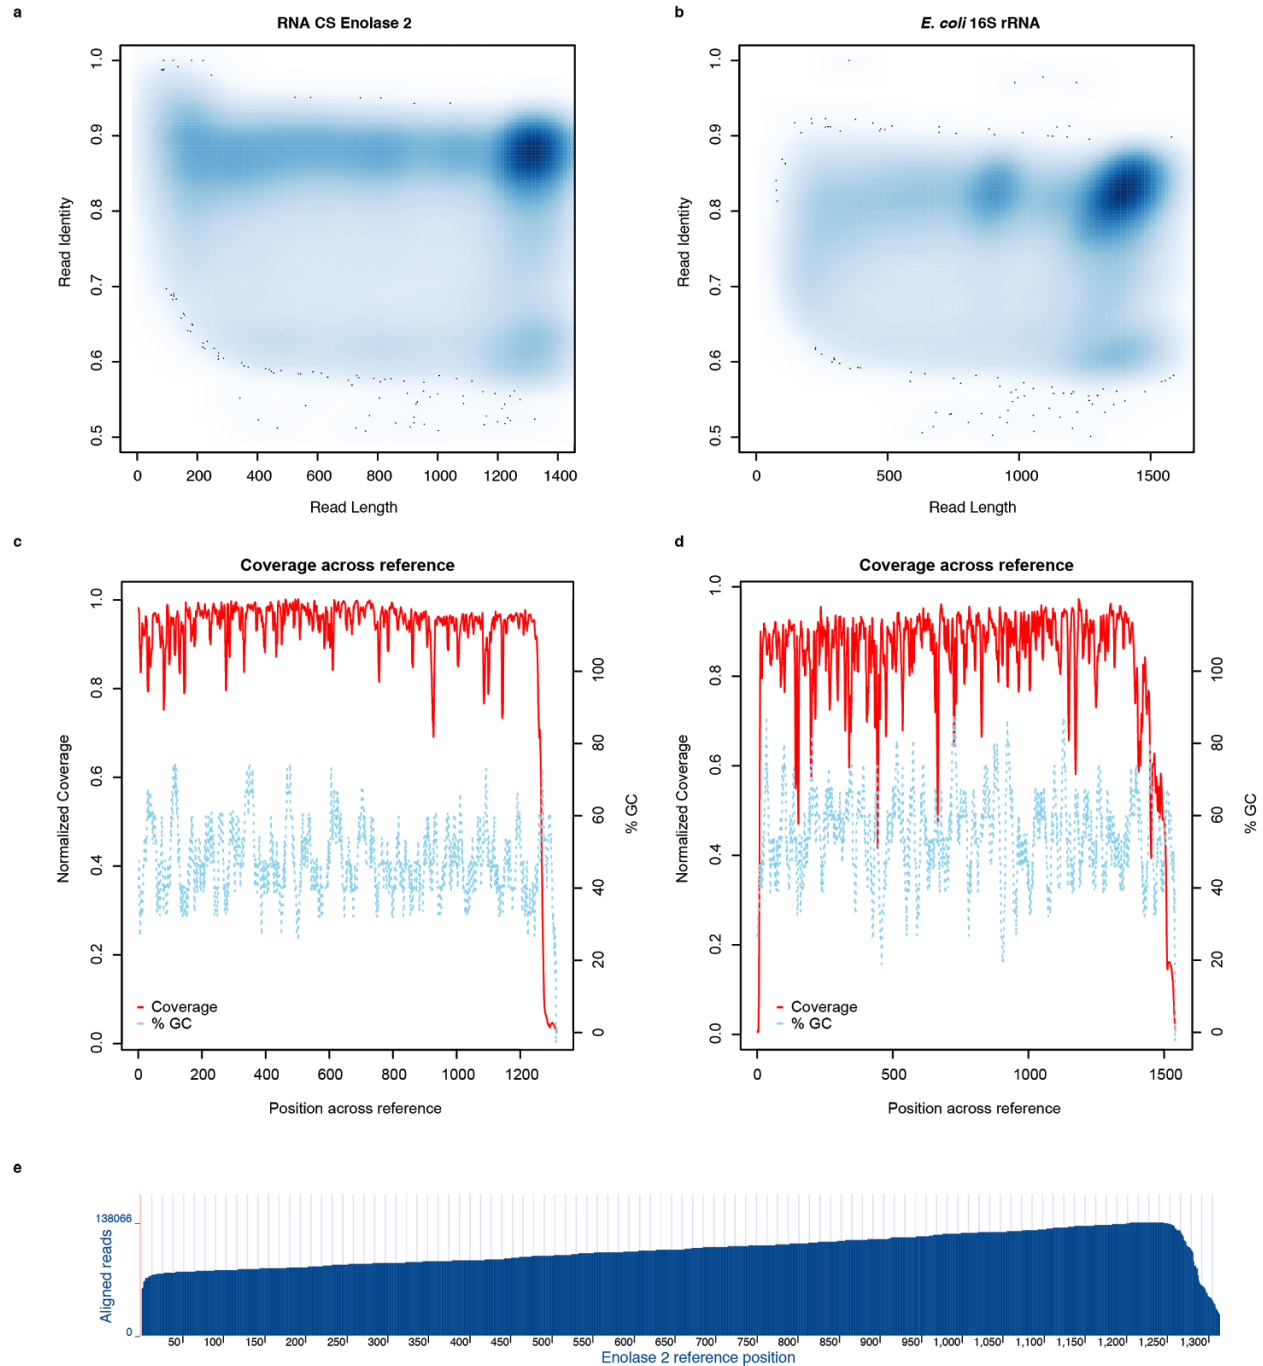 a
RNA CS Enolase 2
Read Identity
1.0
0.9
0.8
0.7
0.6
0.5
0 200 400 600 800 1000 1200 1400
Read Length
b
E. coli 16S rRNA
Read Identity
1.0
0.9
0.8
0.7
0.6
0.5
0 500 1000 1500
Read Length
c
Coverage across reference
Normalized Coverage
1.0
0.8
0.6
0.4
0.2
0.0
100
80
60
40
20
0
% GC
Coverage
% GC
0 200 400 600 800 1000 1200
Position across reference
d
Coverage across reference
Normalized Coverage
1.0
0.8
0.6
0.4
0.2
0.0
100
80
60
40
20
0
% GC
Coverage
% GC
0 500 1000 1500
Position across reference
e
Aligned reads
138066
0
50 100 150 200 250 300 350 400 450 500 550 600 650 700 750 800 850 900 950 1,000 1,050 1,100 1,150 1,200 1,250 1,300
Enolase 2 reference position